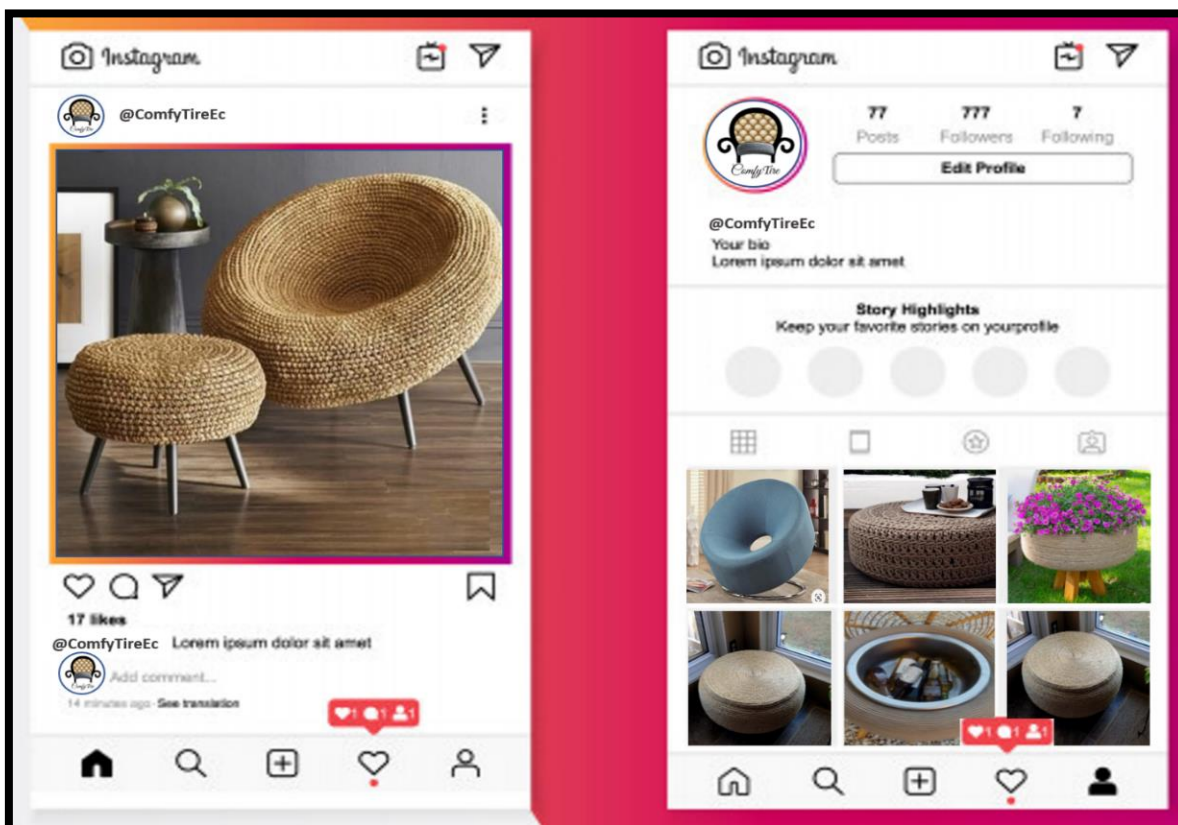 Instagram
@ComfyTireEc
ComfyTire
17 likes
@ComfyTireEc Lorem ipsum dolor sit amet
ComfyTire
Add comment...
14 minutes ago · See translation
1 1 1
Instagram
77 777 7
Posts Followers Following
Edit Profile
ComfyTire
@ComfyTireEc
Your bio
Lorem ipsum dolor sit amet
Story Highlights
Keep your favorite stories on yourprofile
1 1 1